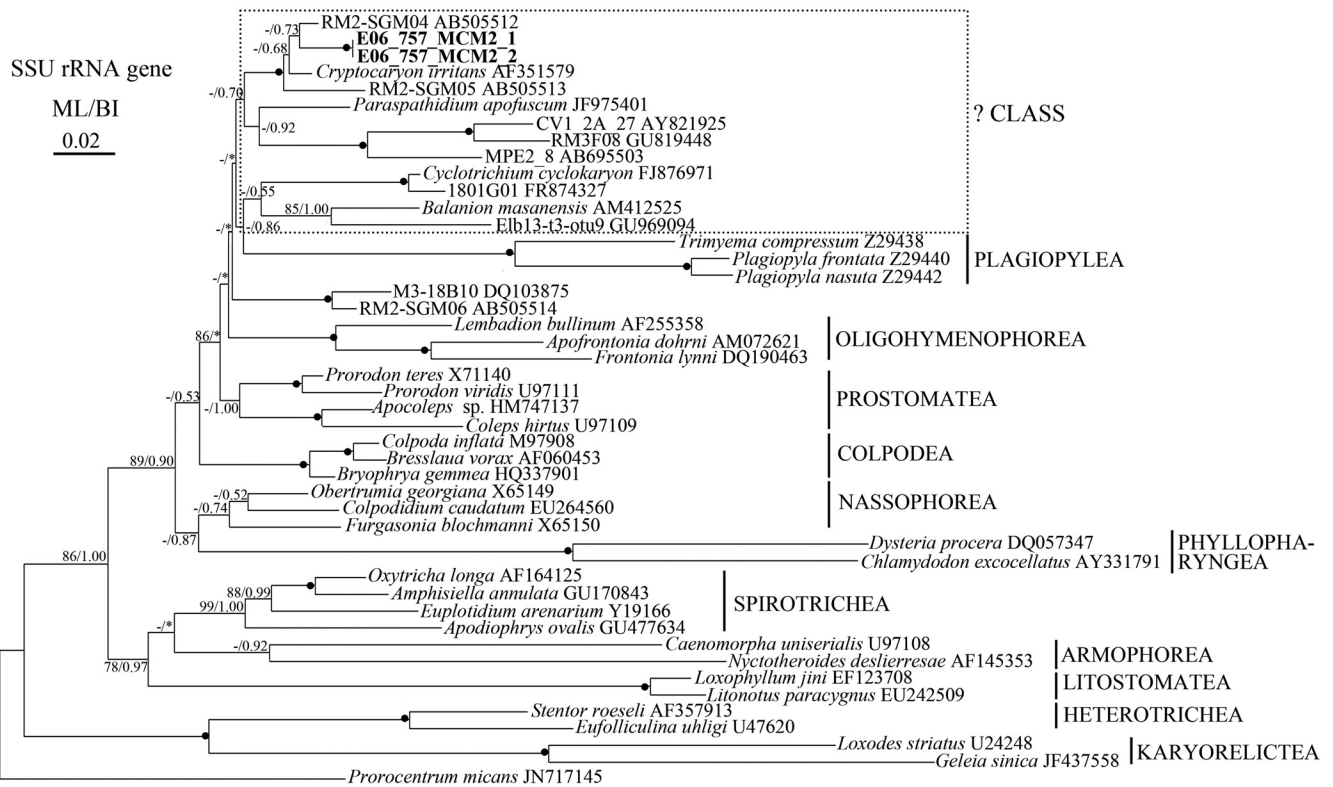 SSU rRNA gene
ML/BI
0.02
-/0.73
RM2-SGM04 AB505512
E06_757_MCM2_1
E06_757_MCM2_2
-/0.68
Cryptocaryon irritans AF351579
RM2-SGM05 AB505513
-/0.70
Paraspathidium apofuscum JF975401
-/0.92
CV1_2A_27 AY821925
RM3F08 GU819448
MPE2_8 AB695503
? CLASS
-/*
Cyclotrichium cyclokaryon FJ876971
1801G01 FR874327
-/0.55
85/1.00
Balanion masanensis AM412525
Elb13-t3-otu9 GU969094
-/0.86
-/*
Trimyema compressum Z29438
Plagiopyla frontata Z29440
Plagiopyla nasuta Z29442
PLAGIOPYLEA
-/*
M3-18B10 DQ103875
RM2-SGM06 AB505514
86/*
Lembadion bullinum AF255358
Apofrontonia dohrni AM072621
Frontonia lynni DQ190463
OLIGOHYMENOPHOREA
Prorodon teres X71140
Prorodon viridis U97111
-/1.00
Apocoleps sp. HM747137
Coleps hirtus U97109
PROSTOMATEA
-/0.53
Colpoda inflata M97908
Bresslaua vorax AF060453
Bryophrya gemmea HQ337901
COLPODEA
89/0.90
-/0.52
Obertrumia georgiana X65149
-/0.74
Colpodidium caudatum EU264560
Furgasonia blochmanni X65150
NASSOPHOREA
-/0.87
Dysteria procera DQ057347
Chlamydodon excocellatus AY331791
PHYLLOPHA-
RYNGEA
86/1.00
Oxytricha longa AF164125
88/0.99
Amphisiella annulata GU170843
99/1.00
Euplotidium arenarium Y19166
Apodiophrys ovalis GU477634
SPIROTRICHEA
-/*
-/0.92
Caenomorpha uniserialis U97108
Nyctotheroides deslierresae AF145353
ARMOPHOREA
78/0.97
Loxophyllum jini EF123708
Litonotus paracygnus EU242509
LITOSTOMATEA
Stentor roeseli AF357913
Eufolliculina uhligi U47620
HETEROTRICHEA
Loxodes striatus U24248
Geleia sinica JF437558
KARYORELICTEA
Prorocentrum micans JN717145